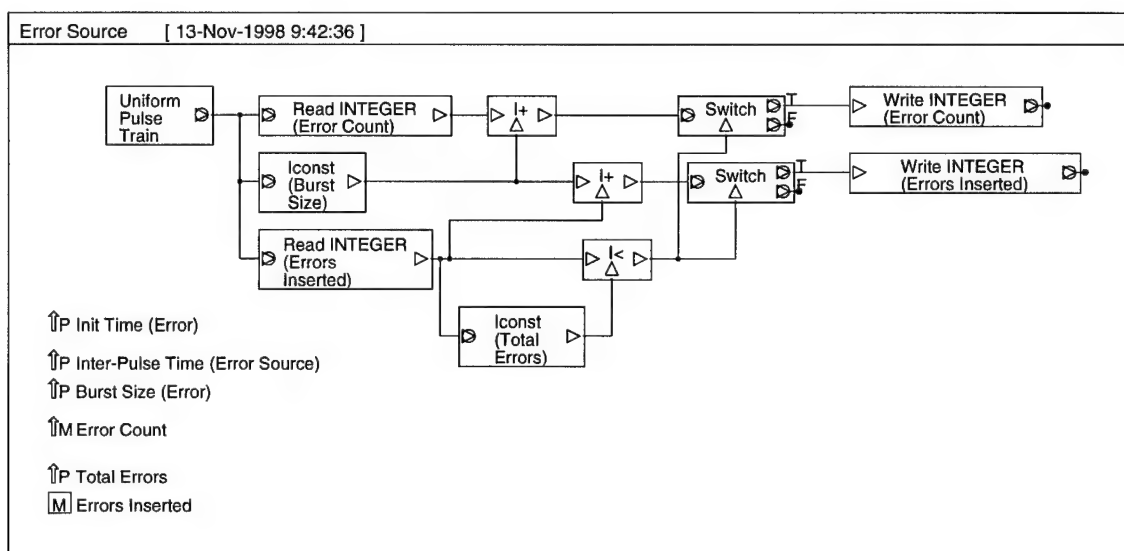 Error Source [ 13-Nov-1998 9:42:36 ]
Uniform
Pulse
Train
Read INTEGER
(Error Count)
I+
Switch
T
F
Write INTEGER
(Error Count)
Iconst
(Burst
Size)
I+
Switch
T
F
Write INTEGER
(Errors Inserted)
Read INTEGER
(Errors
Inserted)
I<
Iconst
(Total
Errors)
⇑P Init Time (Error)
⇑P Inter-Pulse Time (Error Source)
⇑P Burst Size (Error)
⇑M Error Count
⇑P Total Errors
M Errors Inserted